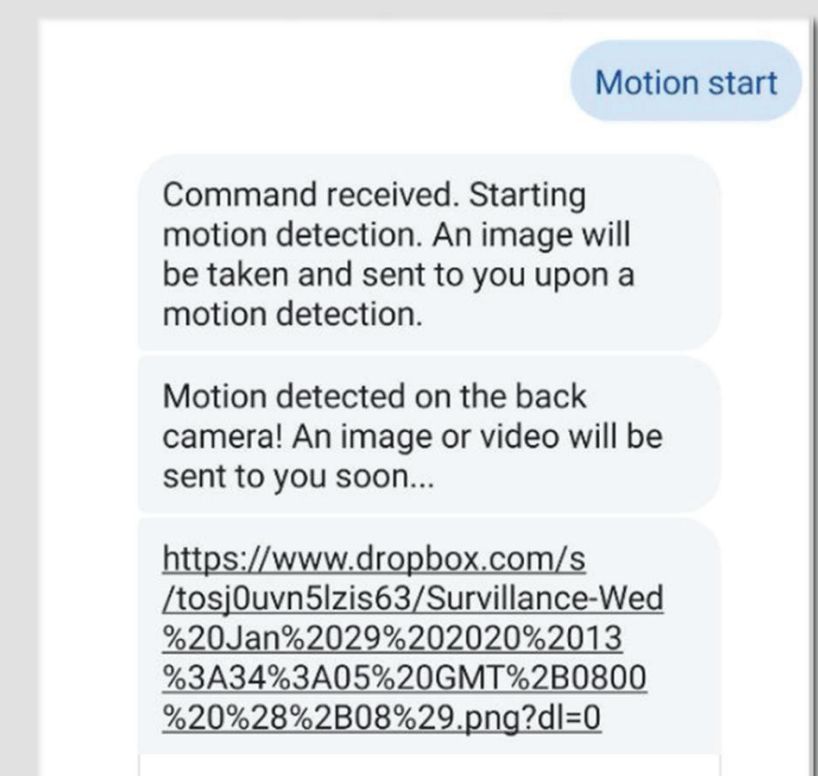 Motion start
Command received. Starting
motion detection. An image will
be taken and sent to you upon a
motion detection.
Motion detected on the back
camera! An image or video will be
sent to you soon...
https://www.dropbox.com/s
/tosj0uvn5lzis63/Survillance-Wed
%20Jan%2029%202020%2013
%3A34%3A05%20GMT%2B0800
%20%28%2B08%29.png?dl=0